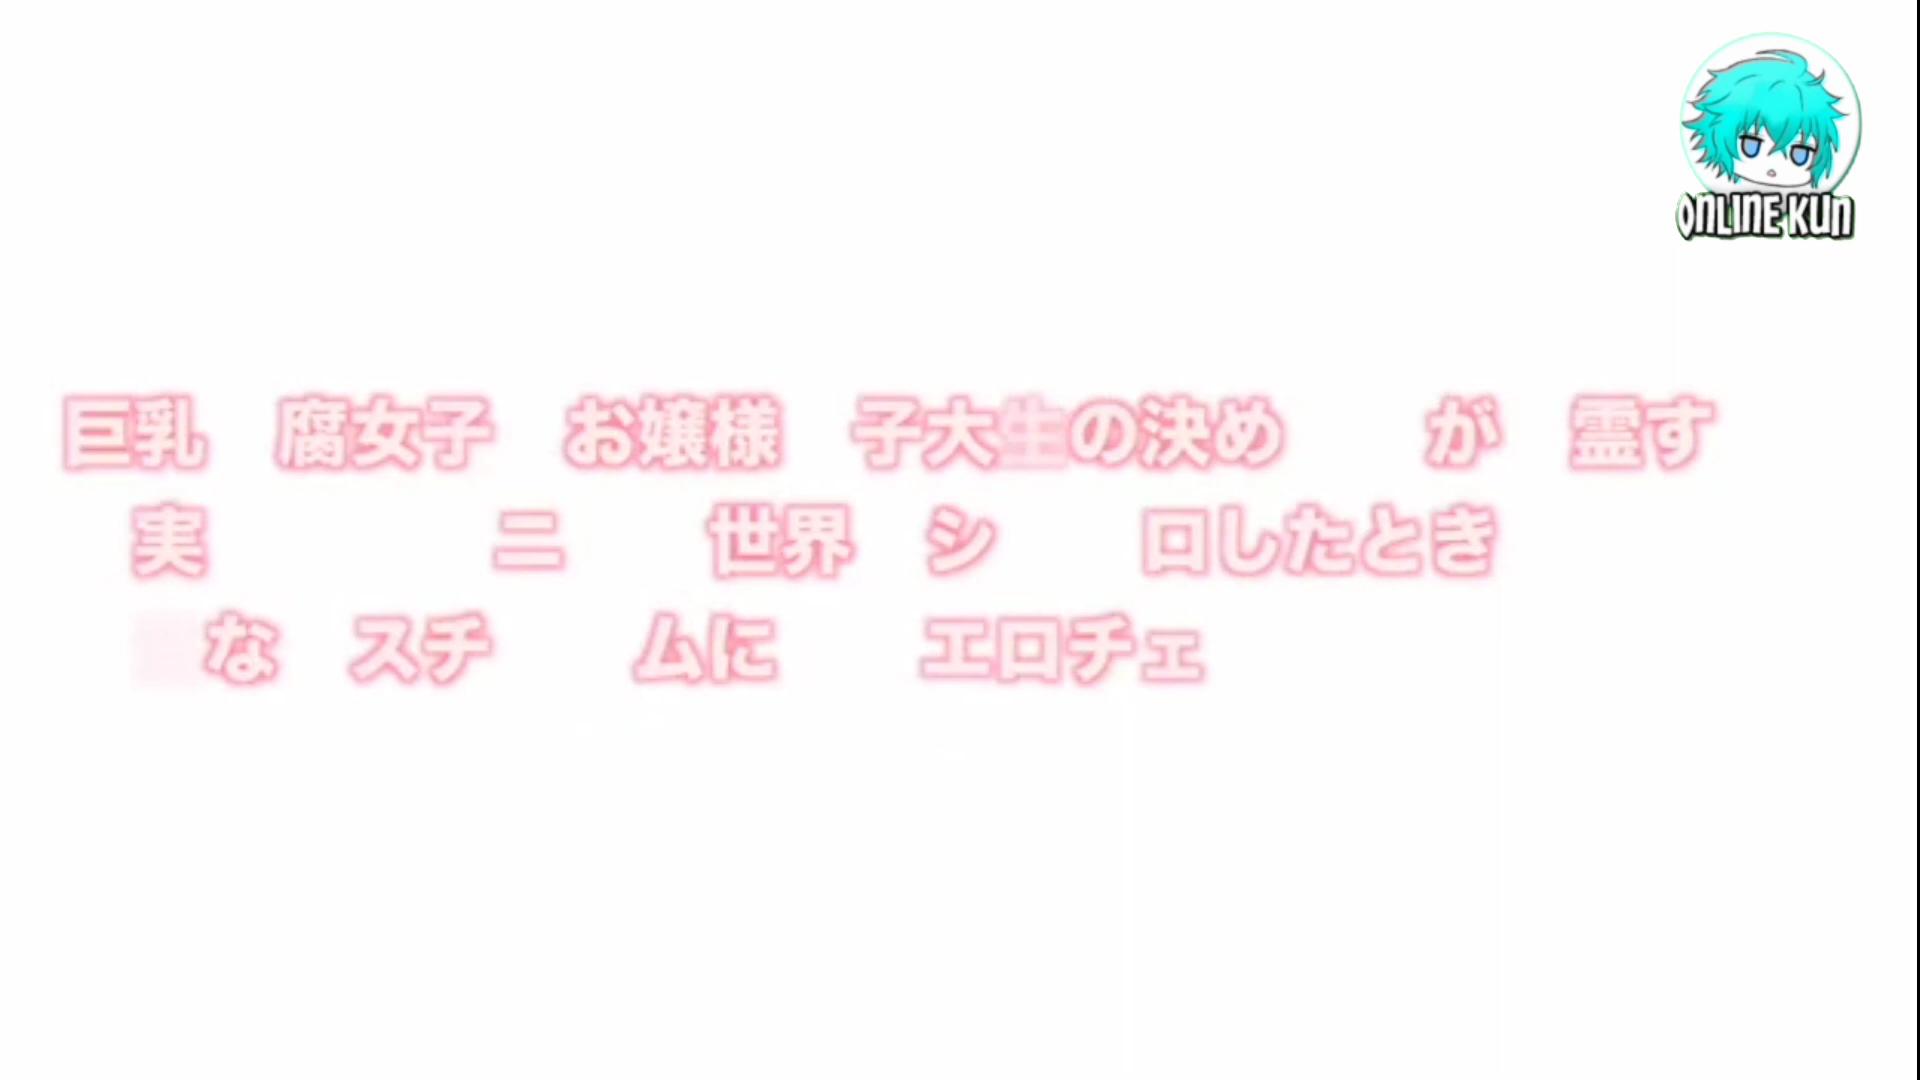 ONLINE KUN
巨乳 腐女子 お嬢様 子大生の決め が 霊す
実 ニ 世界 シ ロしたとき
な スチ ムに エロチェ